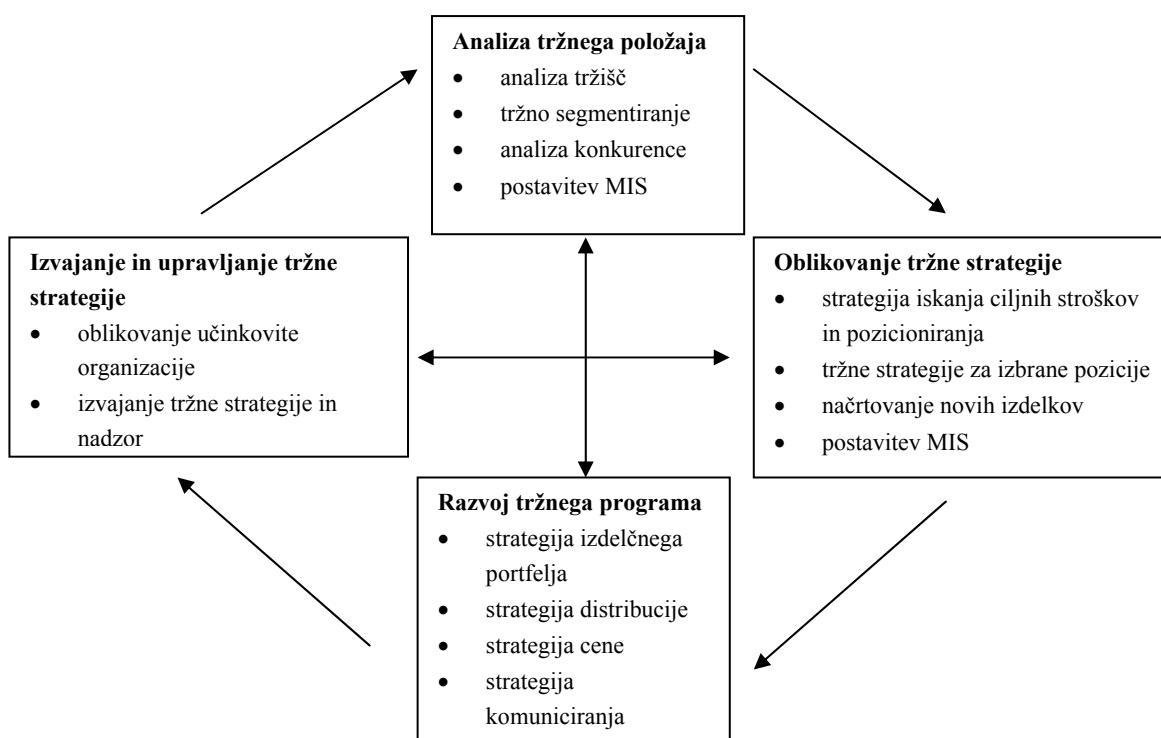 Analiza tržnega položaja
• analiza tržišč
• tržno segmentiranje
• analiza konkurence
• postavitev MIS
Izvajanje in upravljanje tržne
strategije
• oblikovanje učinkovite
organizacije
• izvajanje tržne strategije in
nadzor
Oblikovanje tržne strategije
• strategija iskanja ciljnih stroškov
in pozicioniranja
• tržne strategije za izbrane pozicije
• načrtovanje novih izdelkov
• postavitev MIS
Razvoj tržnega programa
• strategija izdelčnega
portfelja
• strategija distribucije
• strategija cene
• strategija
komuniciranja